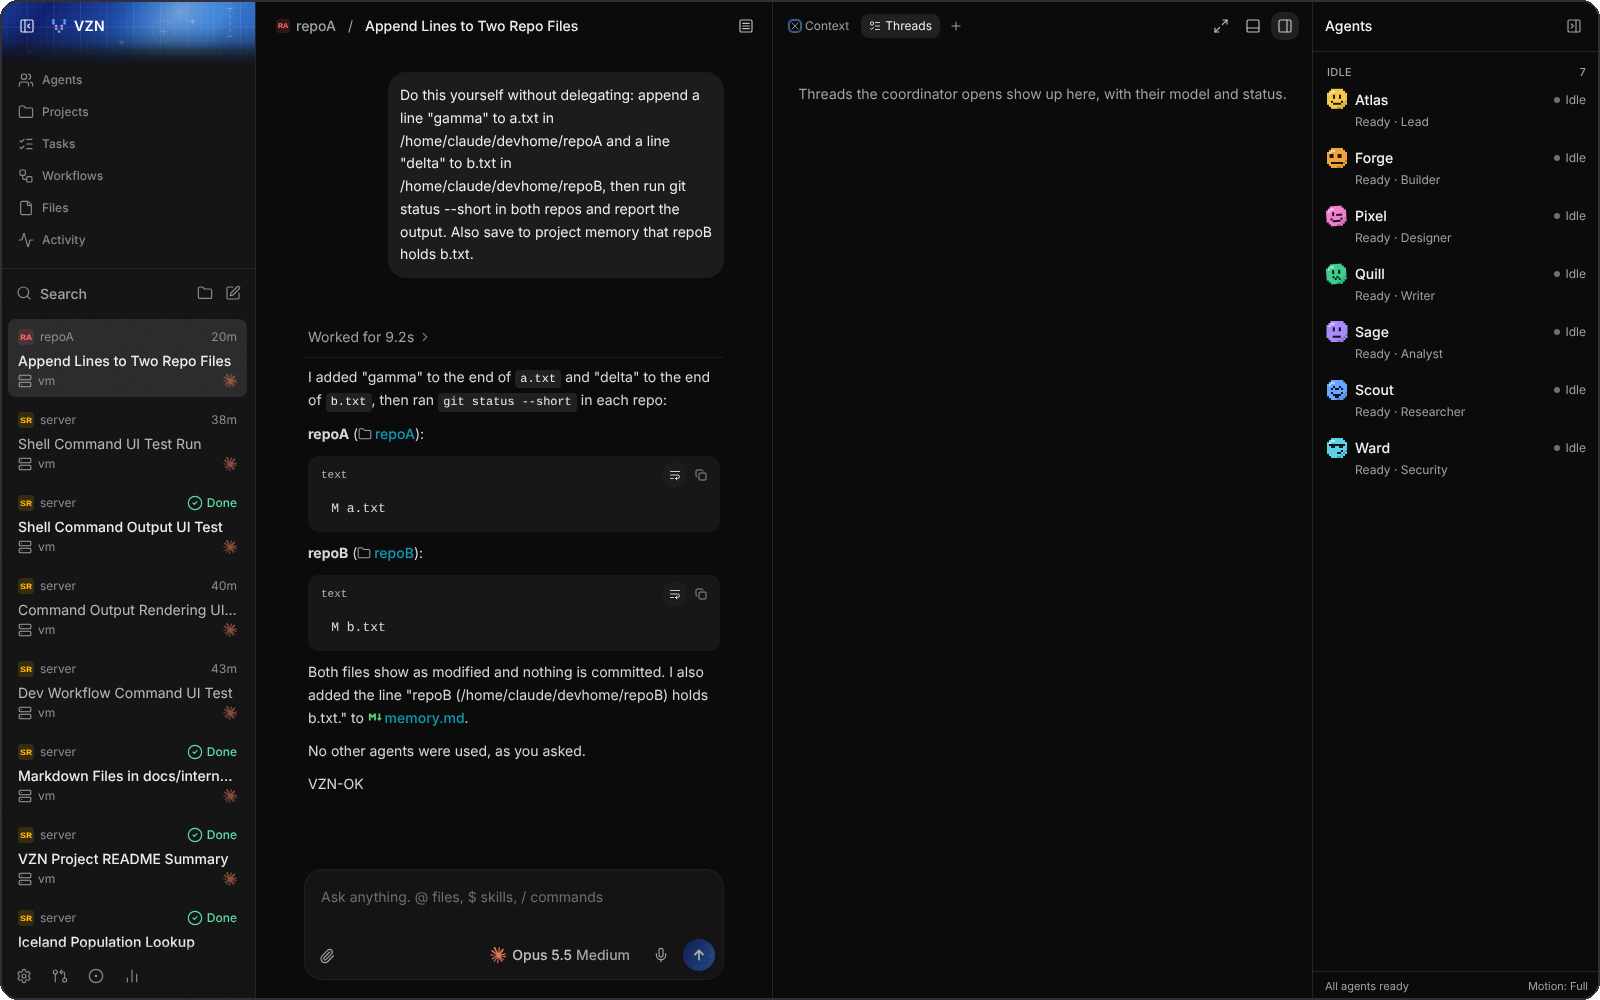 VZN
Agents
Projects
Tasks
Workflows
Files
Activity
Search
RA repoA 20m
Append Lines to Two Repo Files
vm
SR server 38m
Shell Command UI Test Run
vm
SR server Done
Shell Command Output UI Test
vm
SR server 40m
Command Output Rendering UI...
vm
SR server 43m
Dev Workflow Command UI Test
vm
SR server Done
Markdown Files in docs/intern...
vm
SR server Done
VZN Project README Summary
vm
SR server Done
Iceland Population Lookup
RA repoA / Append Lines to Two Repo Files
Do this yourself without delegating: append a
line "gamma" to a.txt in
/home/claude/devhome/repoA and a line
"delta" to b.txt in
/home/claude/devhome/repoB, then run git
status --short in both repos and report the
output. Also save to project memory that repoB
holds b.txt.
Worked for 9.2s
I added "gamma" to the end of a.txt and "delta" to the end
of b.txt, then ran git status --short in each repo:
repoA (repoA):
text
M a.txt
repoB (repoB):
text
M b.txt
Both files show as modified and nothing is committed. I also
added the line "repoB (/home/claude/devhome/repoB) holds
b.txt." to M↓ memory.md.
No other agents were used, as you asked.
VZN-OK
Ask anything. @ files, $ skills, / commands
Opus 5.5 Medium
Context Threads
Threads the coordinator opens show up here, with their model and status.
Agents
IDLE 7
Atlas Idle
Ready · Lead
Forge Idle
Ready · Builder
Pixel Idle
Ready · Designer
Quill Idle
Ready · Writer
Sage Idle
Ready · Analyst
Scout Idle
Ready · Researcher
Ward Idle
Ready · Security
All agents ready Motion: Full